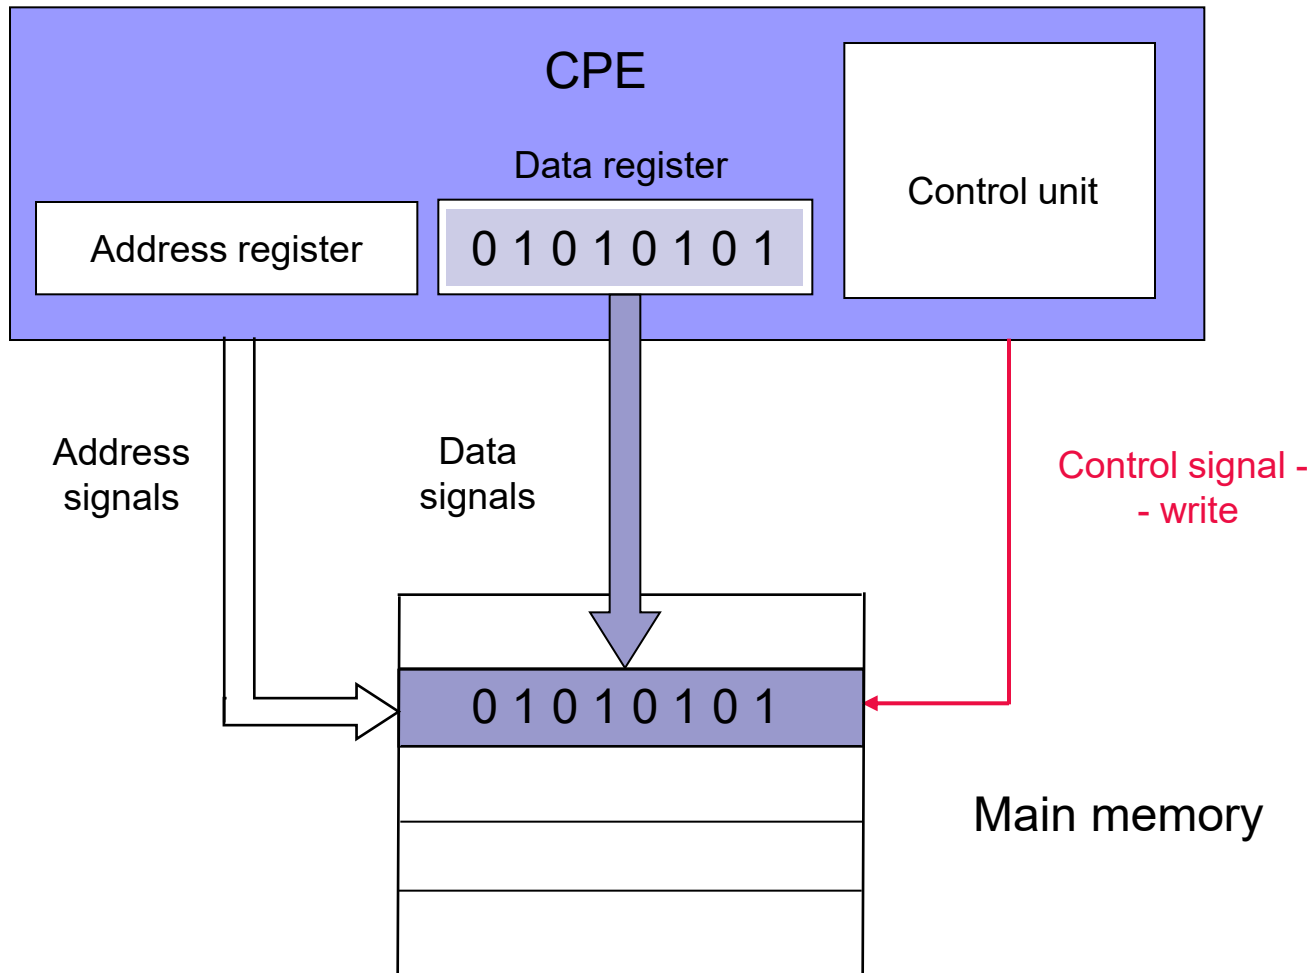 CPE
Data register
Control unit
Address register
0 1 0 1 0 1 0 1
Address
signals
Data
signals
Control signal -
- write
0 1 0 1 0 1 0 1
Main memory